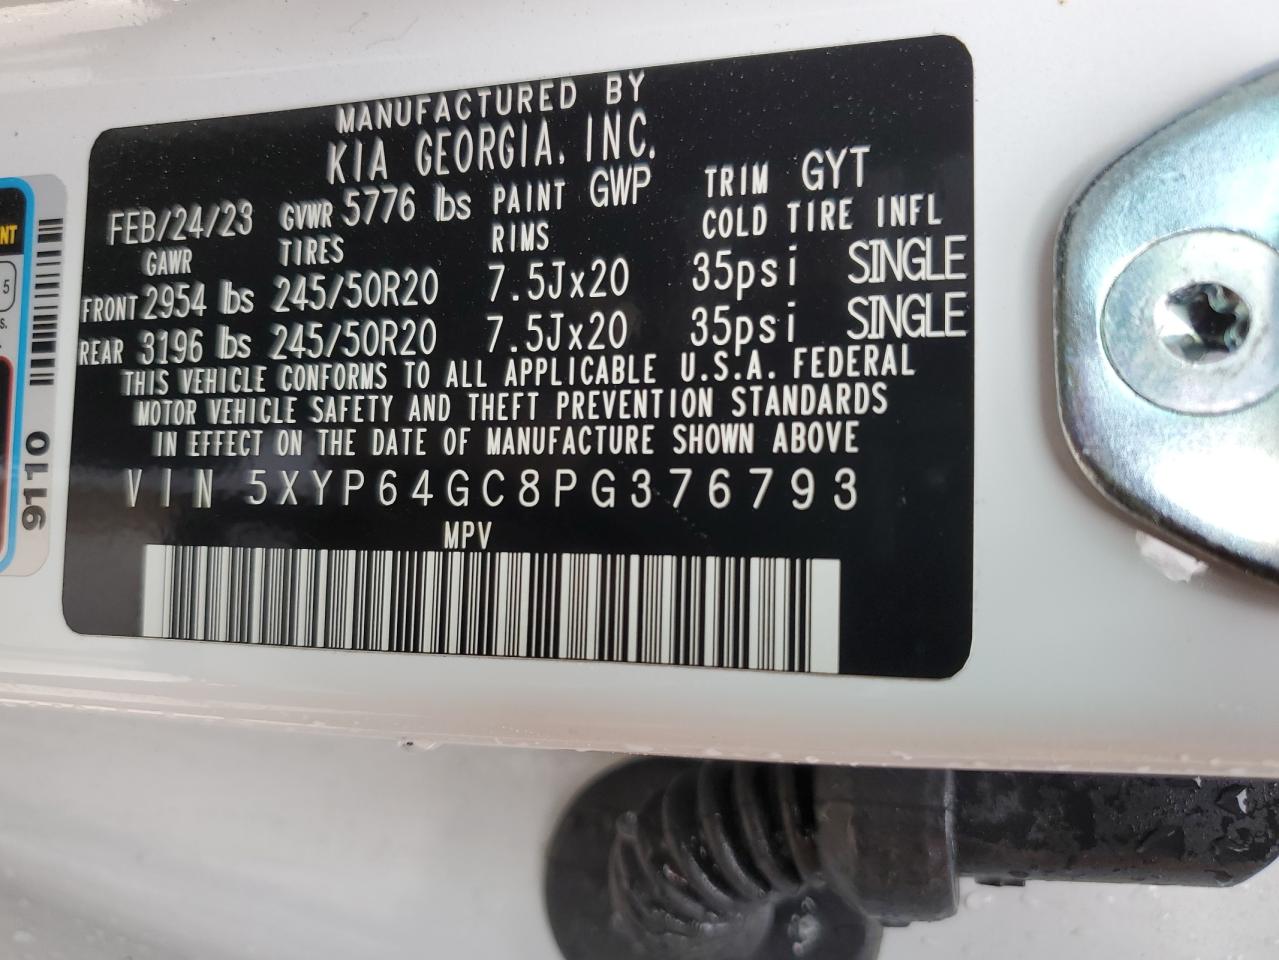 MANUFACTURED BY
KIA GEORGIA, INC.
FEB/24/23 GVWR 5776 lbs PAINT GWP TRIM GYT
GAWR TIRES RIMS COLD TIRE INFL
FRONT 2954 lbs 245/50R20 7.5Jx20 35psi SINGLE
REAR 3196 lbs 245/50R20 7.5Jx20 35psi SINGLE
THIS VEHICLE CONFORMS TO ALL APPLICABLE U.S.A. FEDERAL
MOTOR VEHICLE SAFETY AND THEFT PREVENTION STANDARDS
IN EFFECT ON THE DATE OF MANUFACTURE SHOWN ABOVE
VIN 5XYP64GC8PG376793
MPV
9110
5